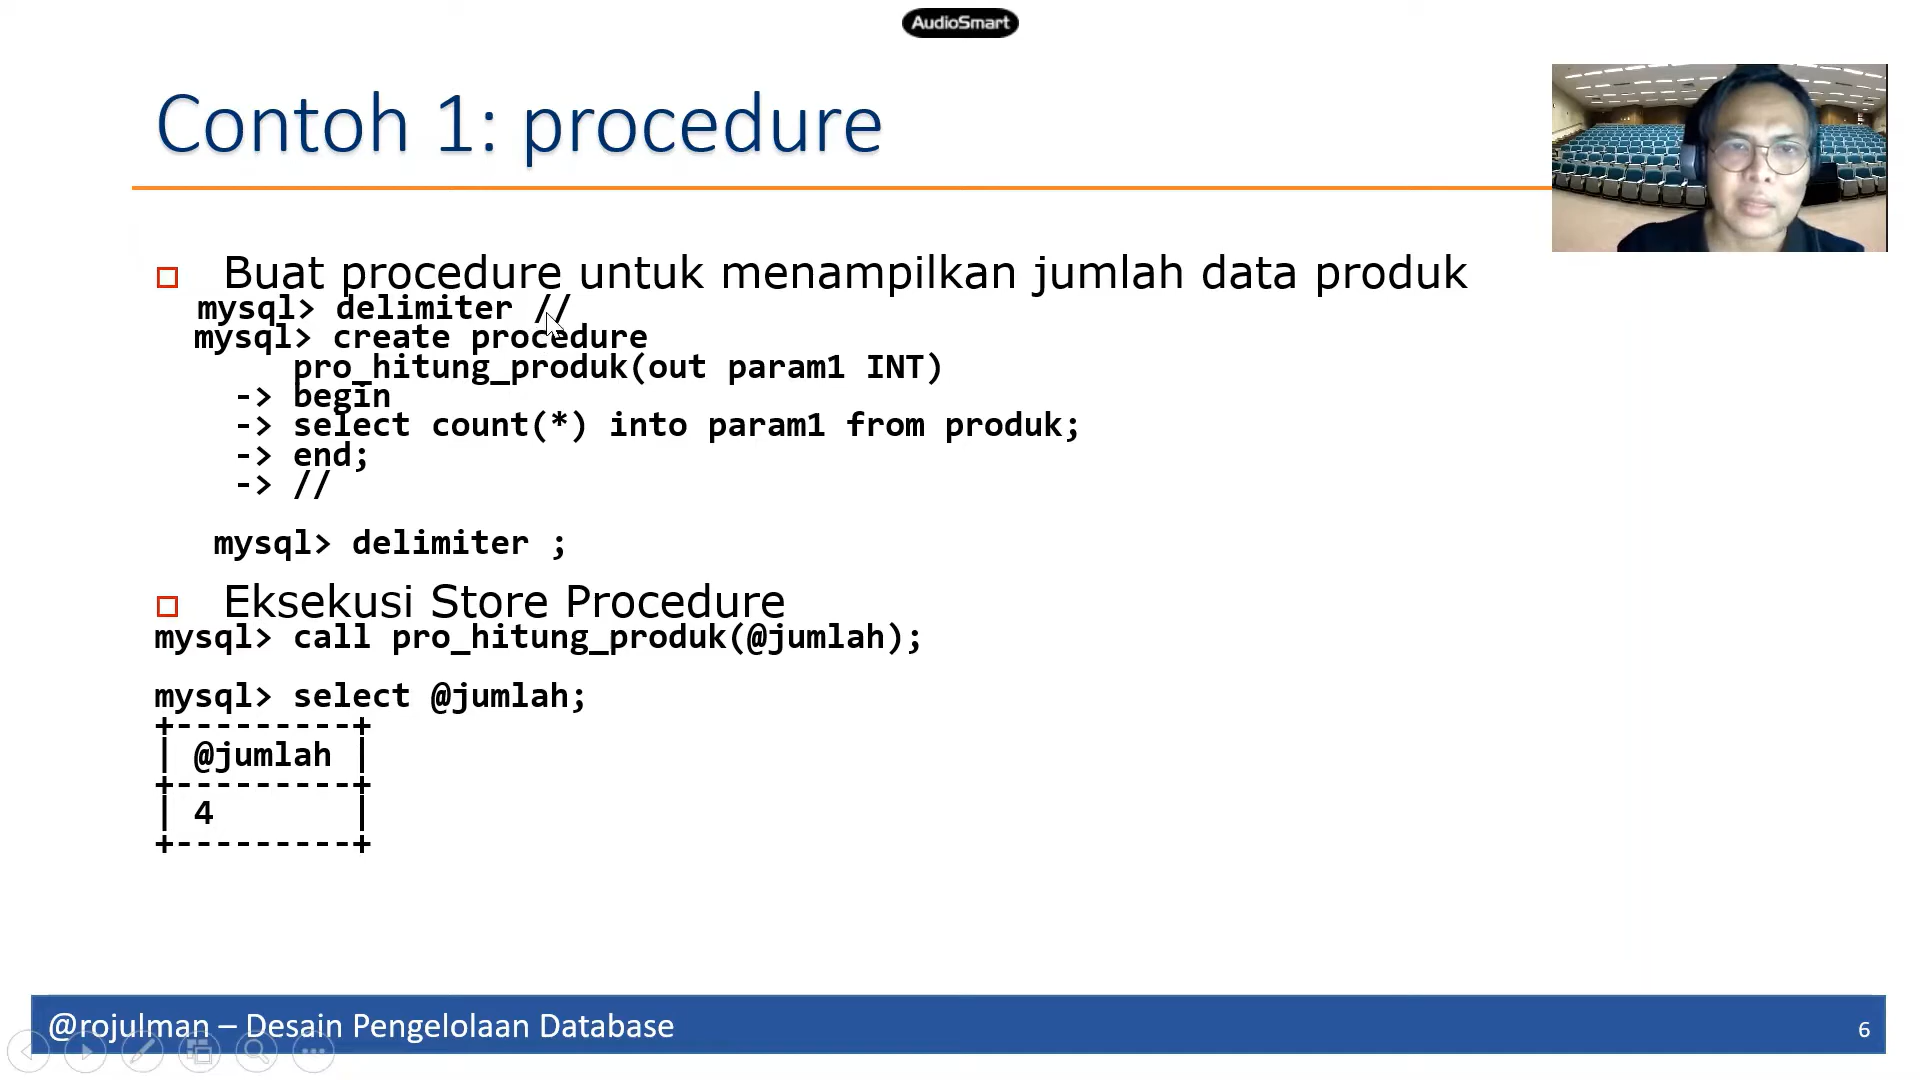 AudioSmart
Contoh 1: procedure
Buat procedure untuk menampilkan jumlah data produk
mysql> delimiter //
mysql> create procedure
pro_hitung_produk(out param1 INT)
-> begin
-> select count(*) into param1 from produk;
-> end;
-> //
mysql> delimiter ;
Eksekusi Store Procedure
mysql> call pro_hitung_produk(@jumlah);
mysql> select @jumlah;
+---------+
| @jumlah |
+---------+
| 4       |
+---------+
@rojulman – Desain Pengelolaan Database
6